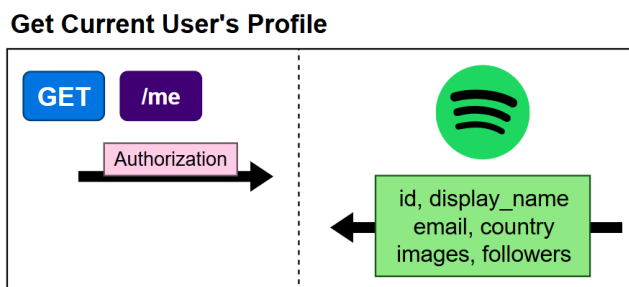 Get Current User's Profile
GET
/me
Authorization
id, display_name
email, country
images, followers